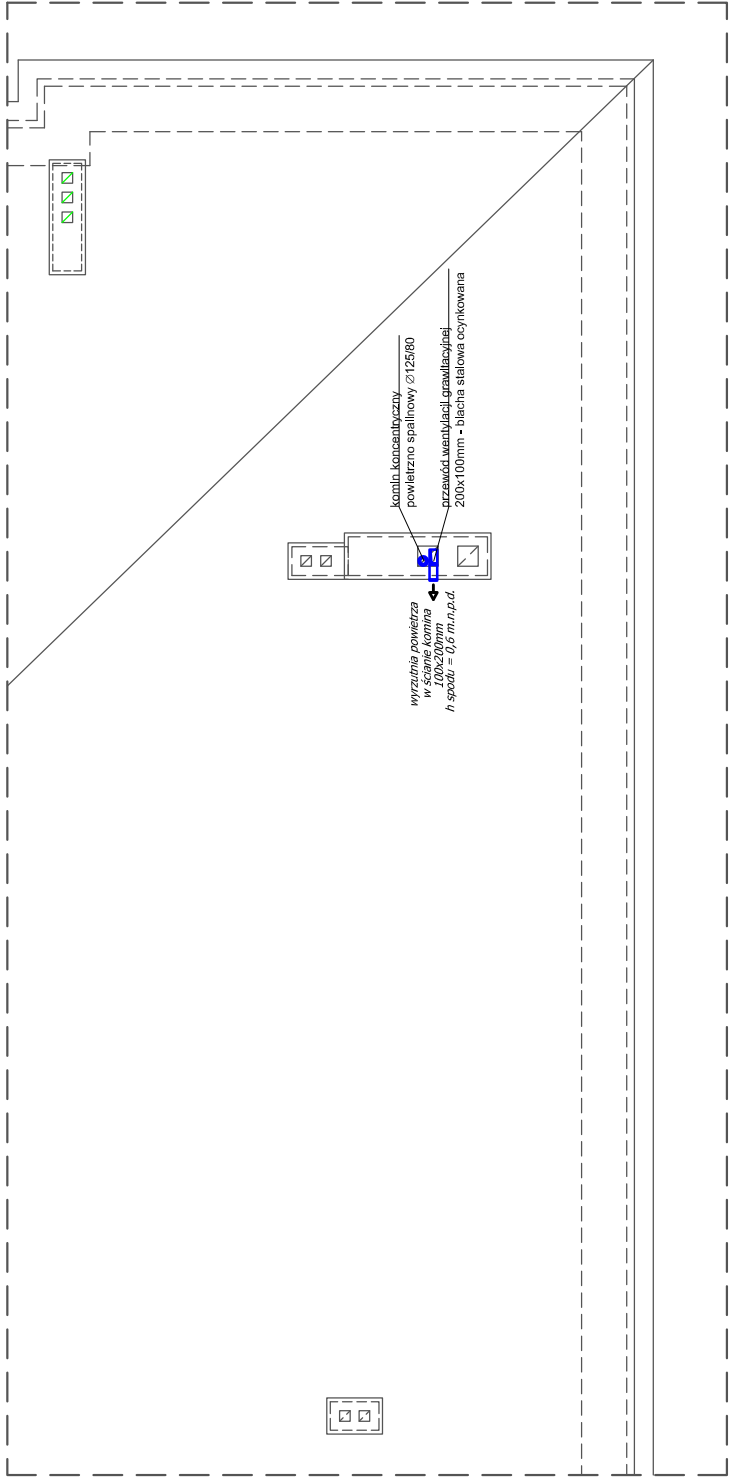 komin koncentryczny
powietrzno spalinowy ∅125/80
przewód wentylacji grawitacyjnej
200x100mm - blacha stalowa ocynkowana
wyrzutnia powietrza
w ścianie komina
100x200mm
h spodu = 0,6 m.n.p.d.